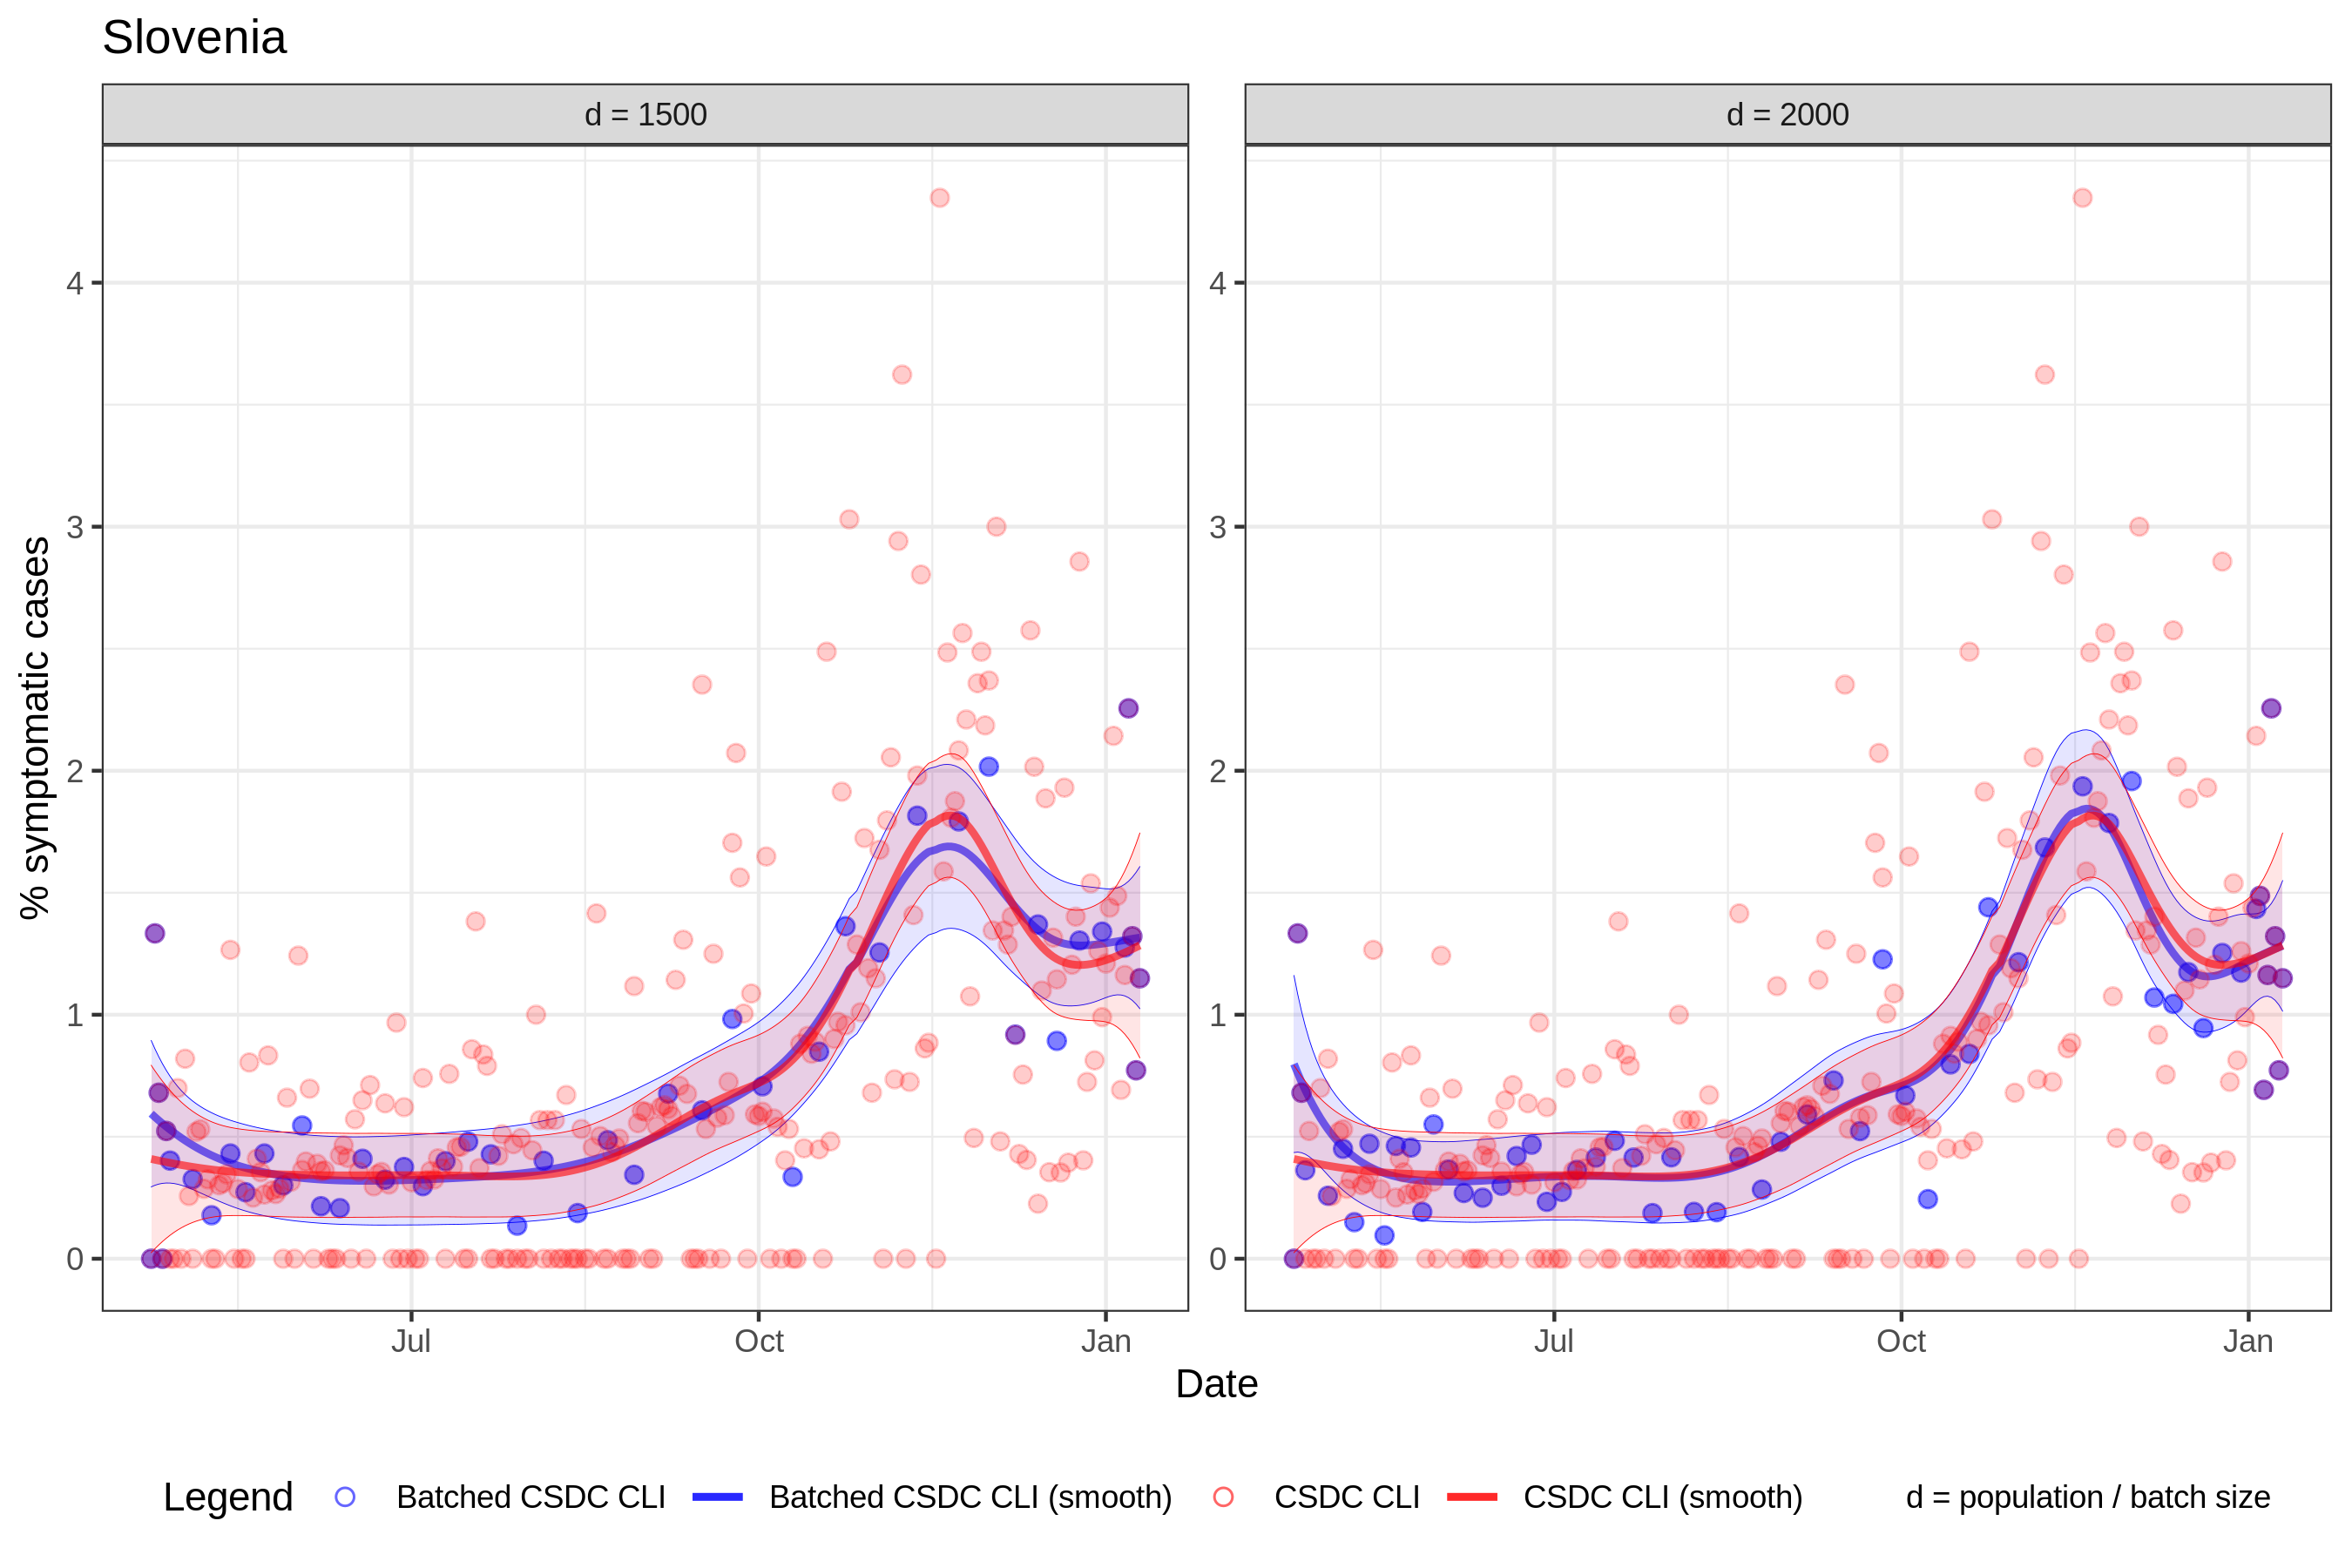 Slovenia
d = 1500
d = 2000
% symptomatic cases
4
3
2
1
0
4
3
2
1
0
Jul
Oct
Jan
Jul
Oct
Jan
Date
Legend
Batched CSDC CLI
Batched CSDC CLI (smooth)
CSDC CLI
CSDC CLI (smooth)
d = population / batch size